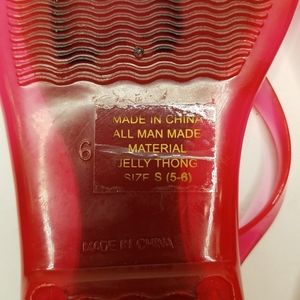 MADE IN CHINA
ALL MAN MADE
MATERIAL
JELLY THONG
SIZE S (5-6)
6
MADE IN CHINA